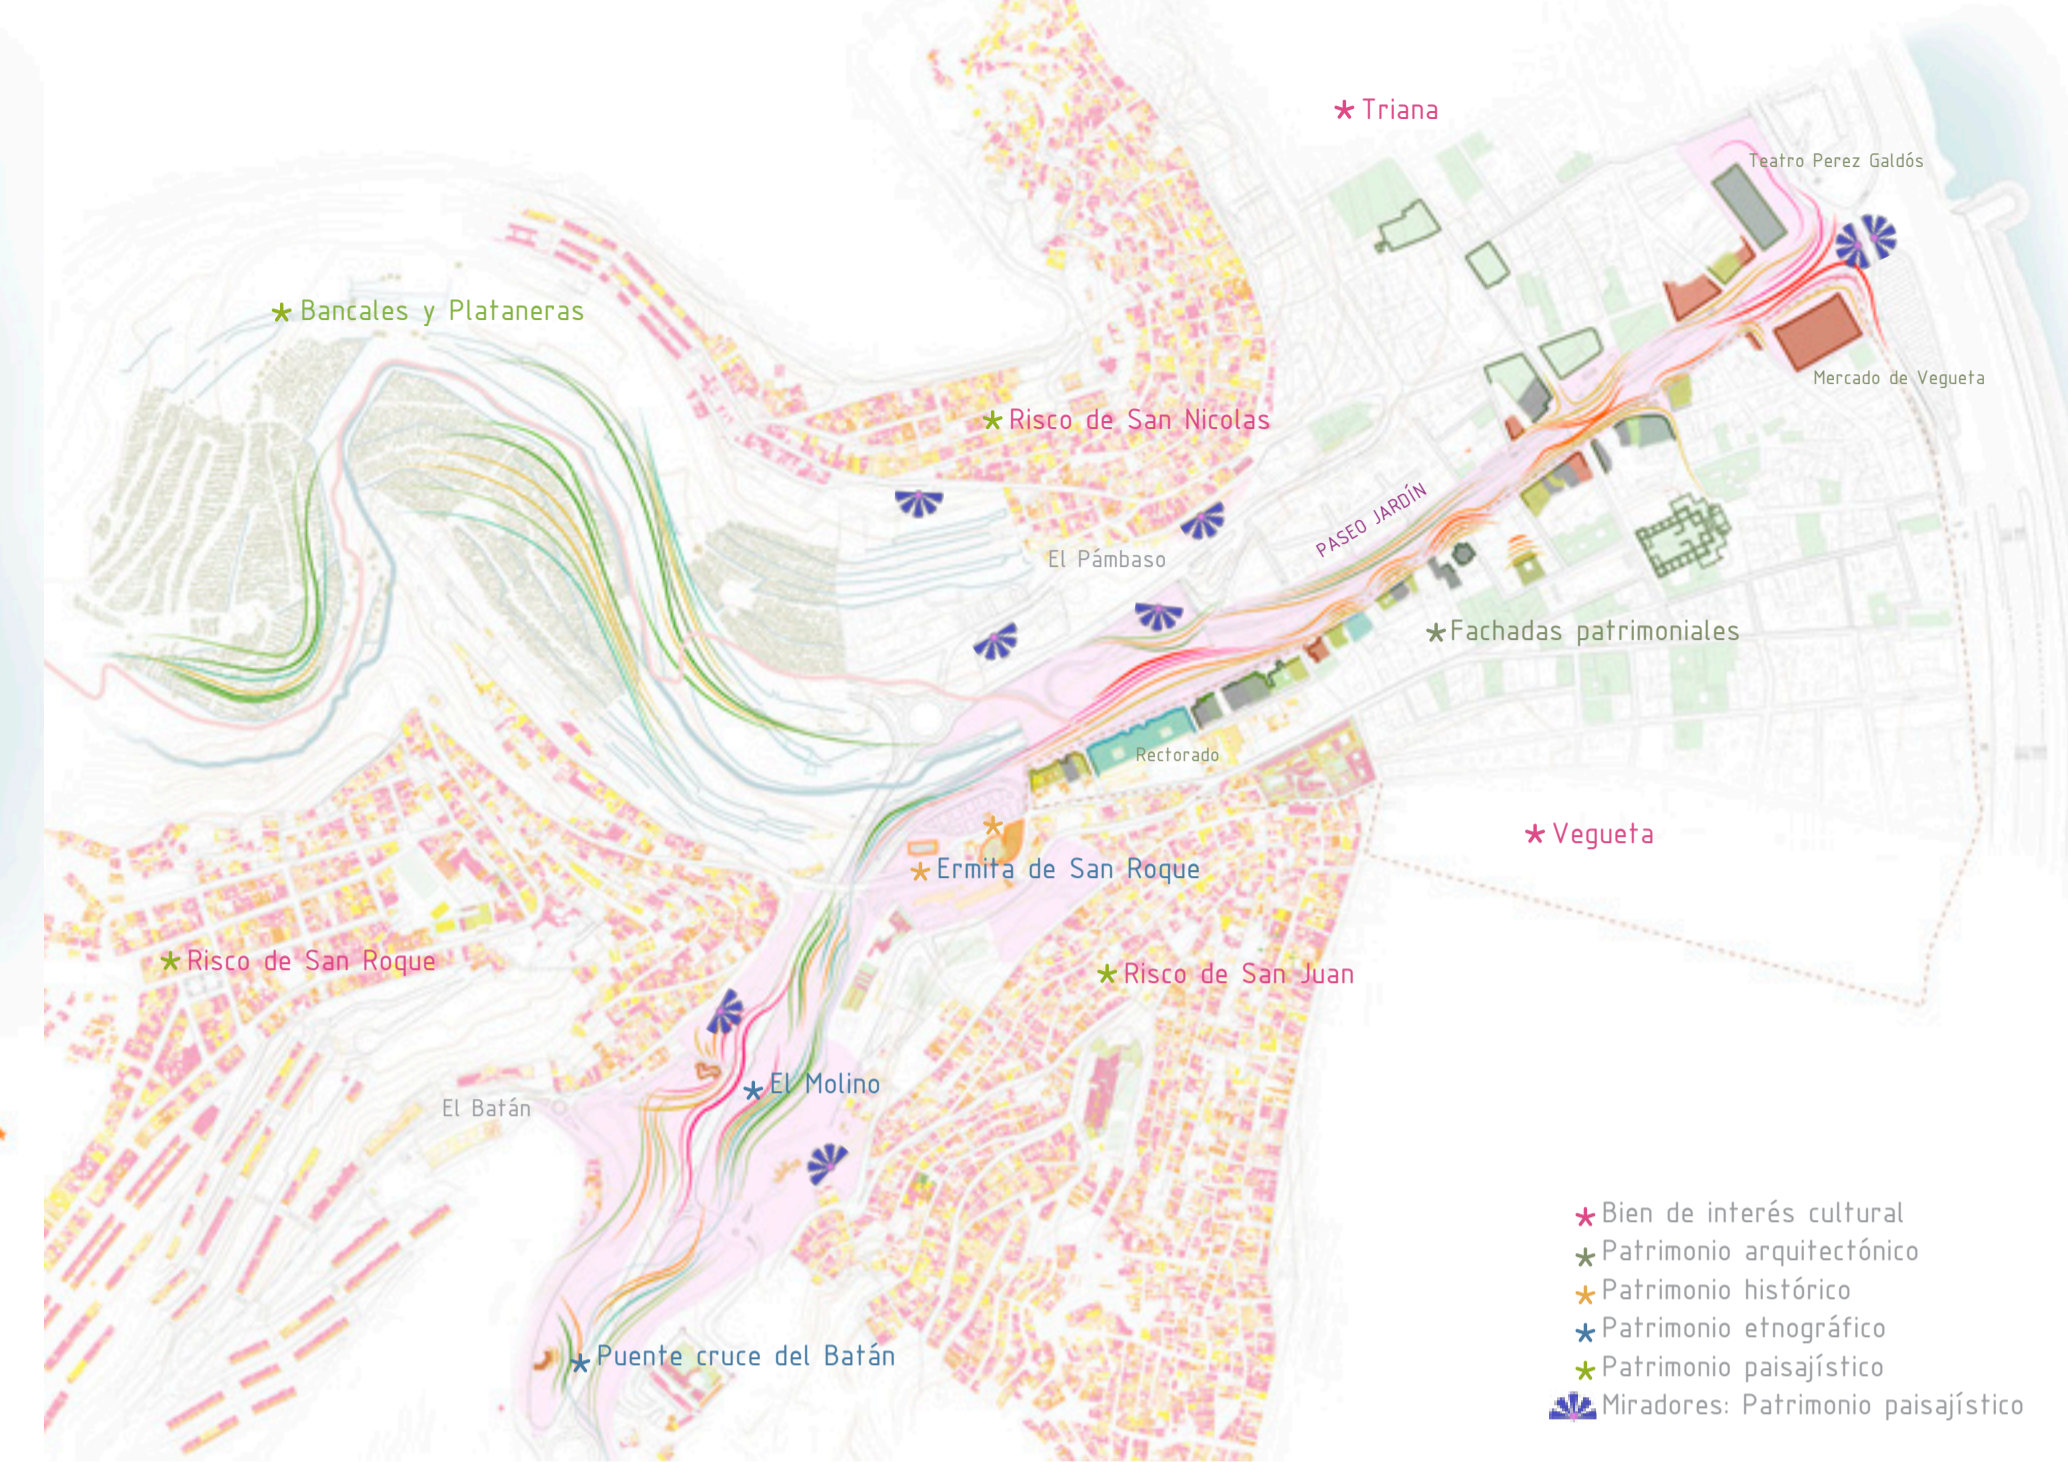 Triana
Teatro Perez Galdós
Bancales y Plataneras
Mercado de Vegueta
Risco de San Nicolas
PASEO JARDÍN
El Pámbaso
Fachadas patrimoniales
Rectorado
Vegueta
Ermita de San Roque
Risco de San Roque
Risco de San Juan
El Molino
El Batán
Puente cruce del Batán
Bien de interés cultural
Patrimonio arquitectónico
Patrimonio histórico
Patrimonio etnográfico
Patrimonio paisajístico
Miradores: Patrimonio paisajístico